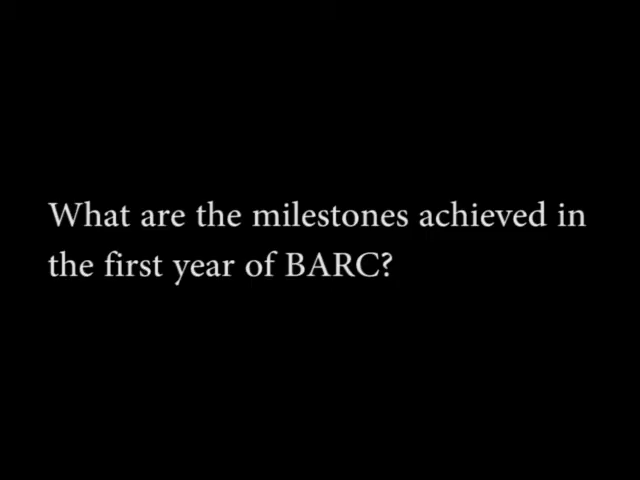 What are the milestones achieved in
the first year of BARC?